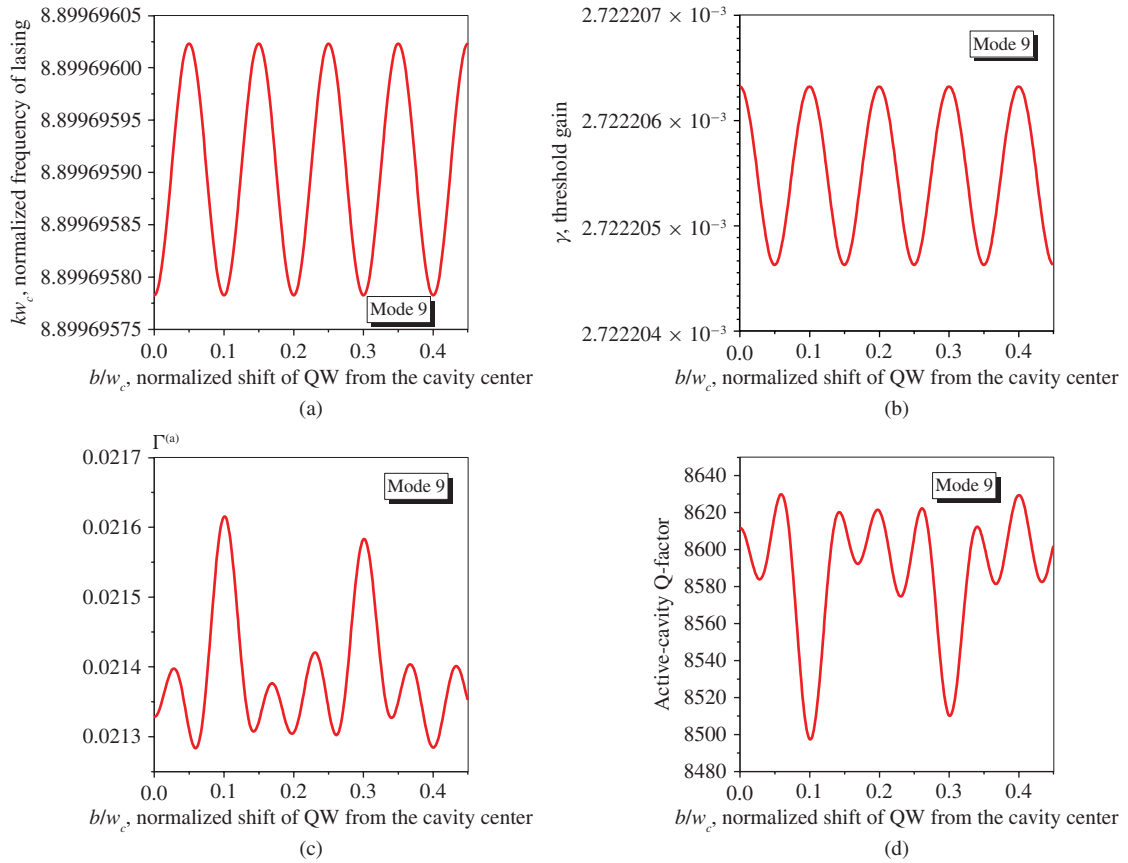 8.89969605
8.89969600
8.89969595
8.89969590
8.89969585
8.89969580
8.89969575
kw_c, normalized frequency of lasing
Mode 9
0.0 0.1 0.2 0.3 0.4
b/w_c, normalized shift of QW from the cavity center
(a)
2.722207 × 10⁻³
2.722206 × 10⁻³
2.722205 × 10⁻³
2.722204 × 10⁻³
γ, threshold gain
Mode 9
0.0 0.1 0.2 0.3 0.4
b/w_c, normalized shift of QW from the cavity center
(b)
Γ⁽ᵃ⁾
0.0217
0.0216
0.0215
0.0214
0.0213
Mode 9
0.0 0.1 0.2 0.3 0.4
b/w_c, normalized shift of QW from the cavity center
(c)
8640
8620
8600
8580
8560
8540
8520
8500
8480
Active-cavity Q-factor
Mode 9
0.0 0.1 0.2 0.3 0.4
b/w_c, normalized shift of QW from the cavity center
(d)